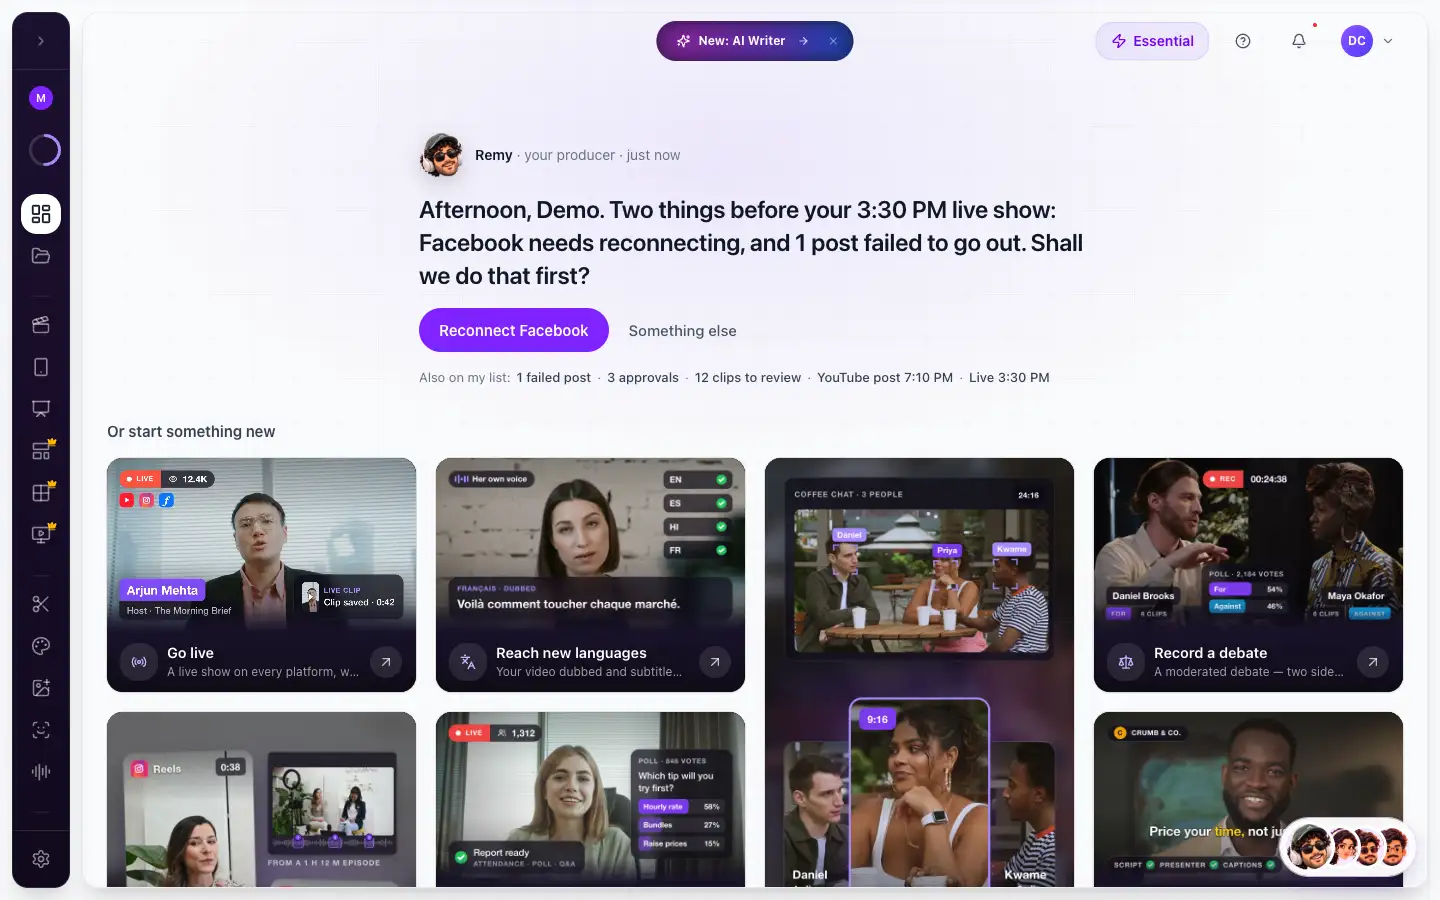 New: AI Writer
Essential
DC
M
Remy · your producer · just now
Afternoon, Demo. Two things before your 3:30 PM live show:
Facebook needs reconnecting, and 1 post failed to go out. Shall
we do that first?
Reconnect Facebook
Something else
Also on my list: 1 failed post · 3 approvals · 12 clips to review · YouTube post 7:10 PM · Live 3:30 PM
Or start something new
LIVE 12.4K
Arjun Mehta
Host · The Morning Brief
LIVE CLIP
Clip saved · 0:42
Go live
A live show on every platform, w...
Her own voice
EN
ES
HI
FR
FRANÇAIS · DUBBED
Voilà comment toucher chaque marché.
Reach new languages
Your video dubbed and subtitle...
COFFEE CHAT · 3 PEOPLE
24:16
Daniel
Priya
Kwame
9:16
Daniel
Kwame
REC 00:24:38
POLL · 2,184 VOTES
For 54%
Against 46%
Daniel Brooks
FOR 6 CLIPS
Maya Okafor
6 CLIPS AGAINST
Record a debate
A moderated debate — two side...
Reels
0:38
FROM A 1 H 12 M EPISODE
LIVE 1,312
POLL · 846 VOTES
Which tip will you
try first?
Hourly rate 58%
Bundles 27%
Raise prices 15%
Report ready
ATTENDANCE · POLL · Q&A
C CRUMB & CO.
Price your time, not
SCRIPT PRESENTER CAPTIONS